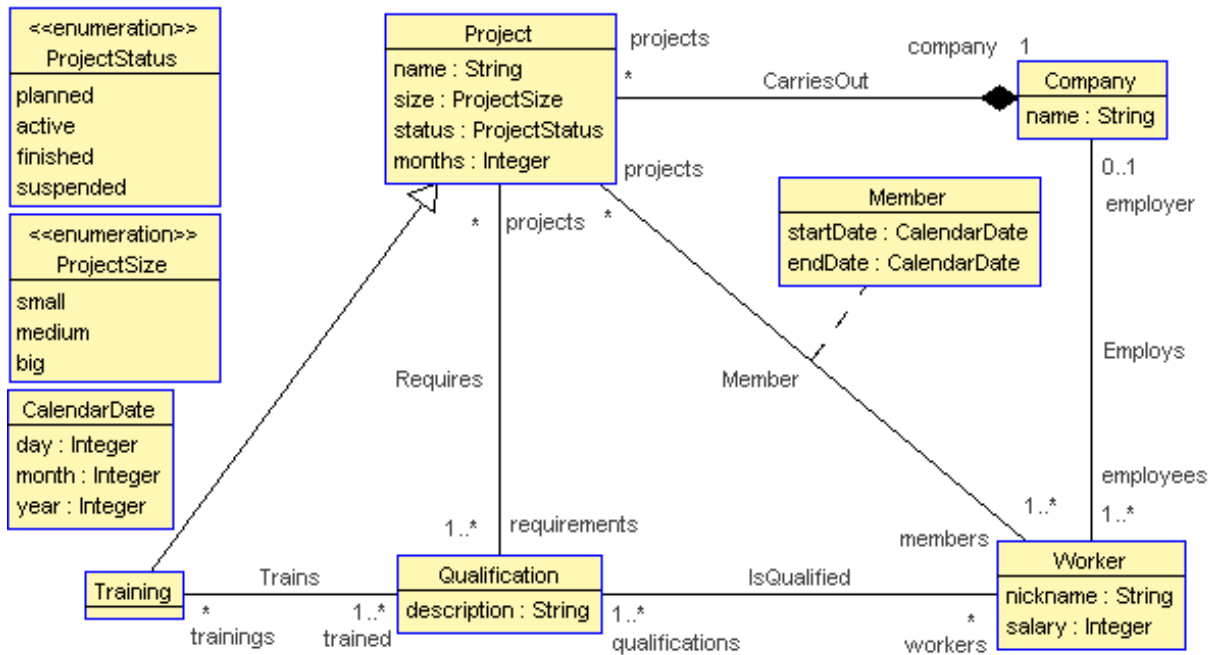 <<enumeration>>
ProjectStatus
planned
active
finished
suspended
<<enumeration>>
ProjectSize
small
medium
big
CalendarDate
day : Integer
month : Integer
year : Integer
Project
name : String
size : ProjectSize
status : ProjectStatus
months : Integer
projects
*
CarriesOut
company 1
Company
name : String
projects
*
* projects
Member
startDate : CalendarDate
endDate : CalendarDate
0..1
employer
Requires
Member
Employs
employees
1..*
1..*
members
1..* requirements
Training
Trains
*
trainings
1..*
trained
Qualification
description : String
IsQualified
1..*
qualifications
*
workers
Worker
nickname : String
salary : Integer